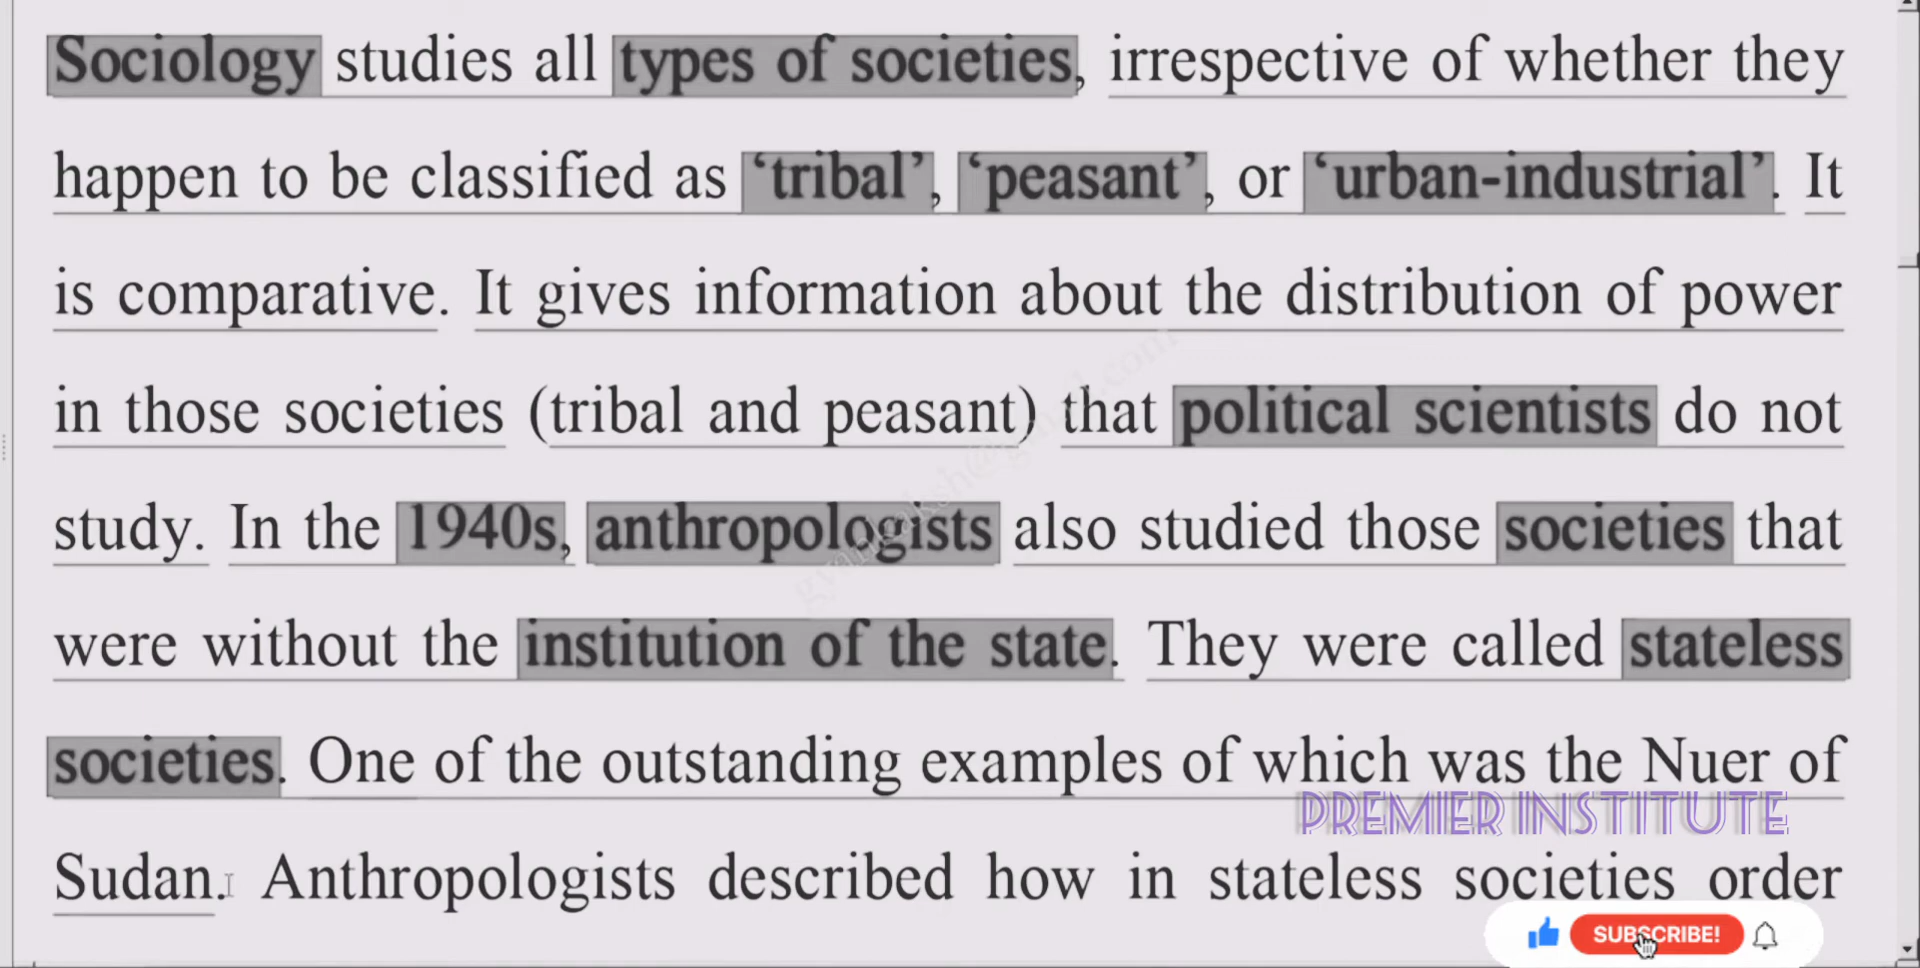 Sociology studies all types of societies, irrespective of whether they
happen to be classified as ‘tribal’, ‘peasant’, or ‘urban-industrial’. It
is comparative. It gives information about the distribution of power
in those societies (tribal and peasant) that political scientists do not
study. In the 1940s, anthropologists also studied those societies that
were without the institution of the state. They were called stateless
societies. One of the outstanding examples of which was the Nuer of
PREMIER INSTITUTE
Sudan. Anthropologists described how in stateless societies order
SUBSCRIBE!